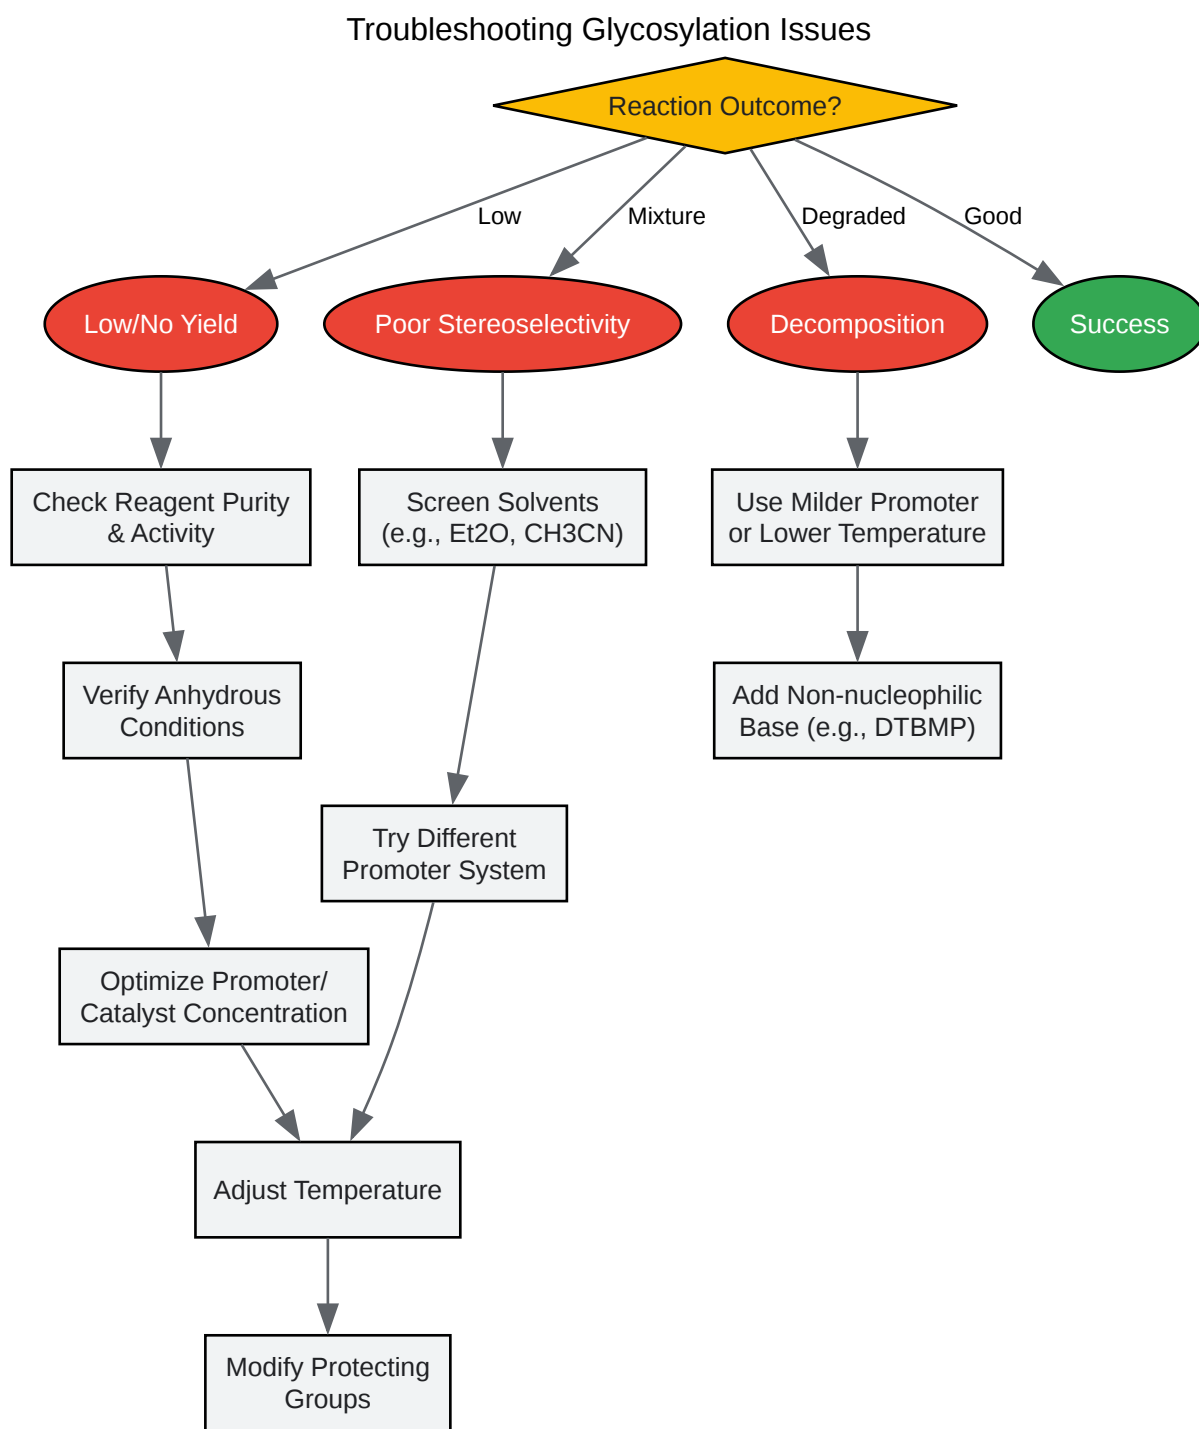 Troubleshooting Glycosylation Issues
Reaction Outcome?
Low
Mixture
Degraded
Good
Low/No Yield
Poor Stereoselectivity
Decomposition
Success
Check Reagent Purity
& Activity
Screen Solvents
(e.g., Et2O, CH3CN)
Use Milder Promoter
or Lower Temperature
Verify Anhydrous
Conditions
Add Non-nucleophilic
Base (e.g., DTBMP)
Try Different
Promoter System
Optimize Promoter/
Catalyst Concentration
Adjust Temperature
Modify Protecting
Groups